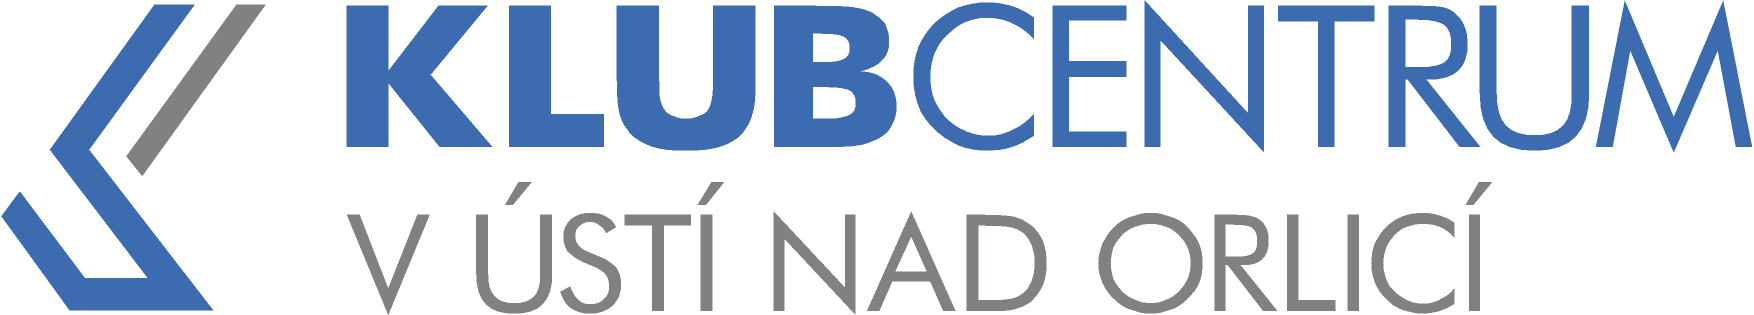 KLUBCENTRUM
V ÚSTÍ NAD ORLICÍ